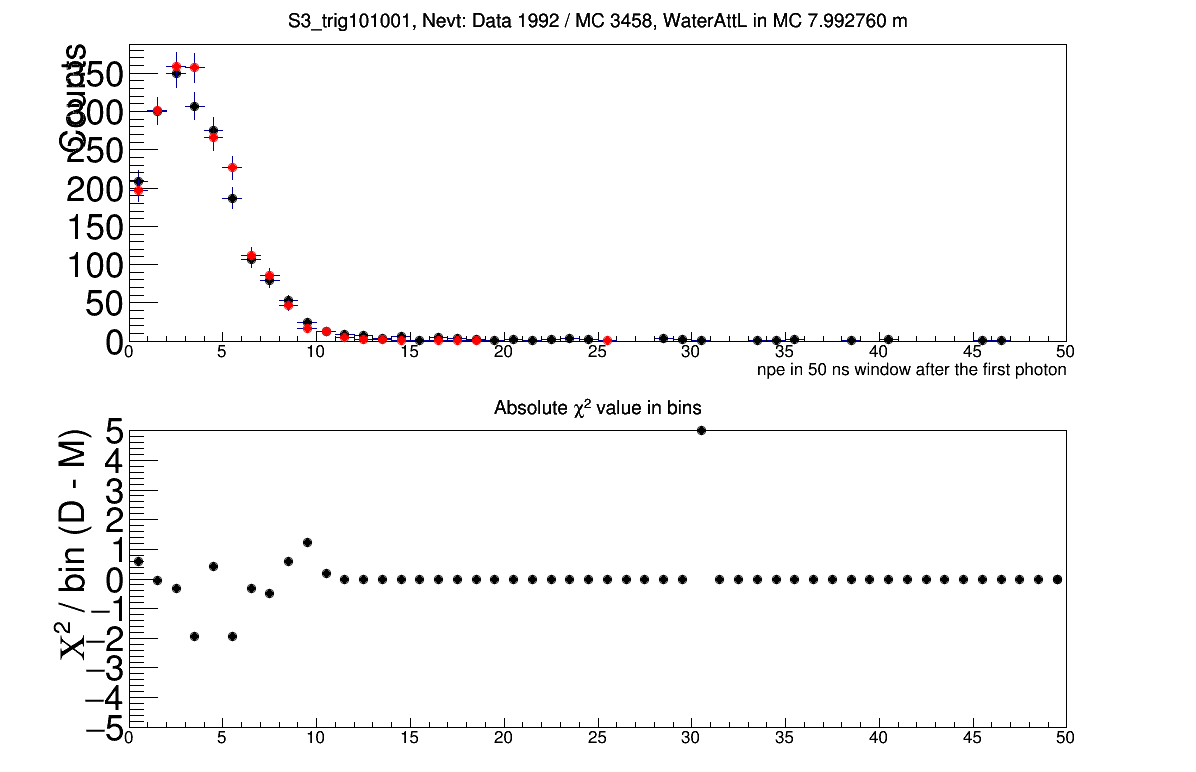 S3_trig101001, Nevt: Data 1992 / MC 3458, WaterAttL in MC 7.992760 m
Counts
350
300
250
200
150
100
50
0
0 5 10 15 20 25 30 35 40 45 50
npe in 50 ns window after the first photon
Absolute χ² value in bins
Χ² / bin (D - M)
5
4
3
2
1
0
−1
−2
−3
−4
−5
0 5 10 15 20 25 30 35 40 45 50